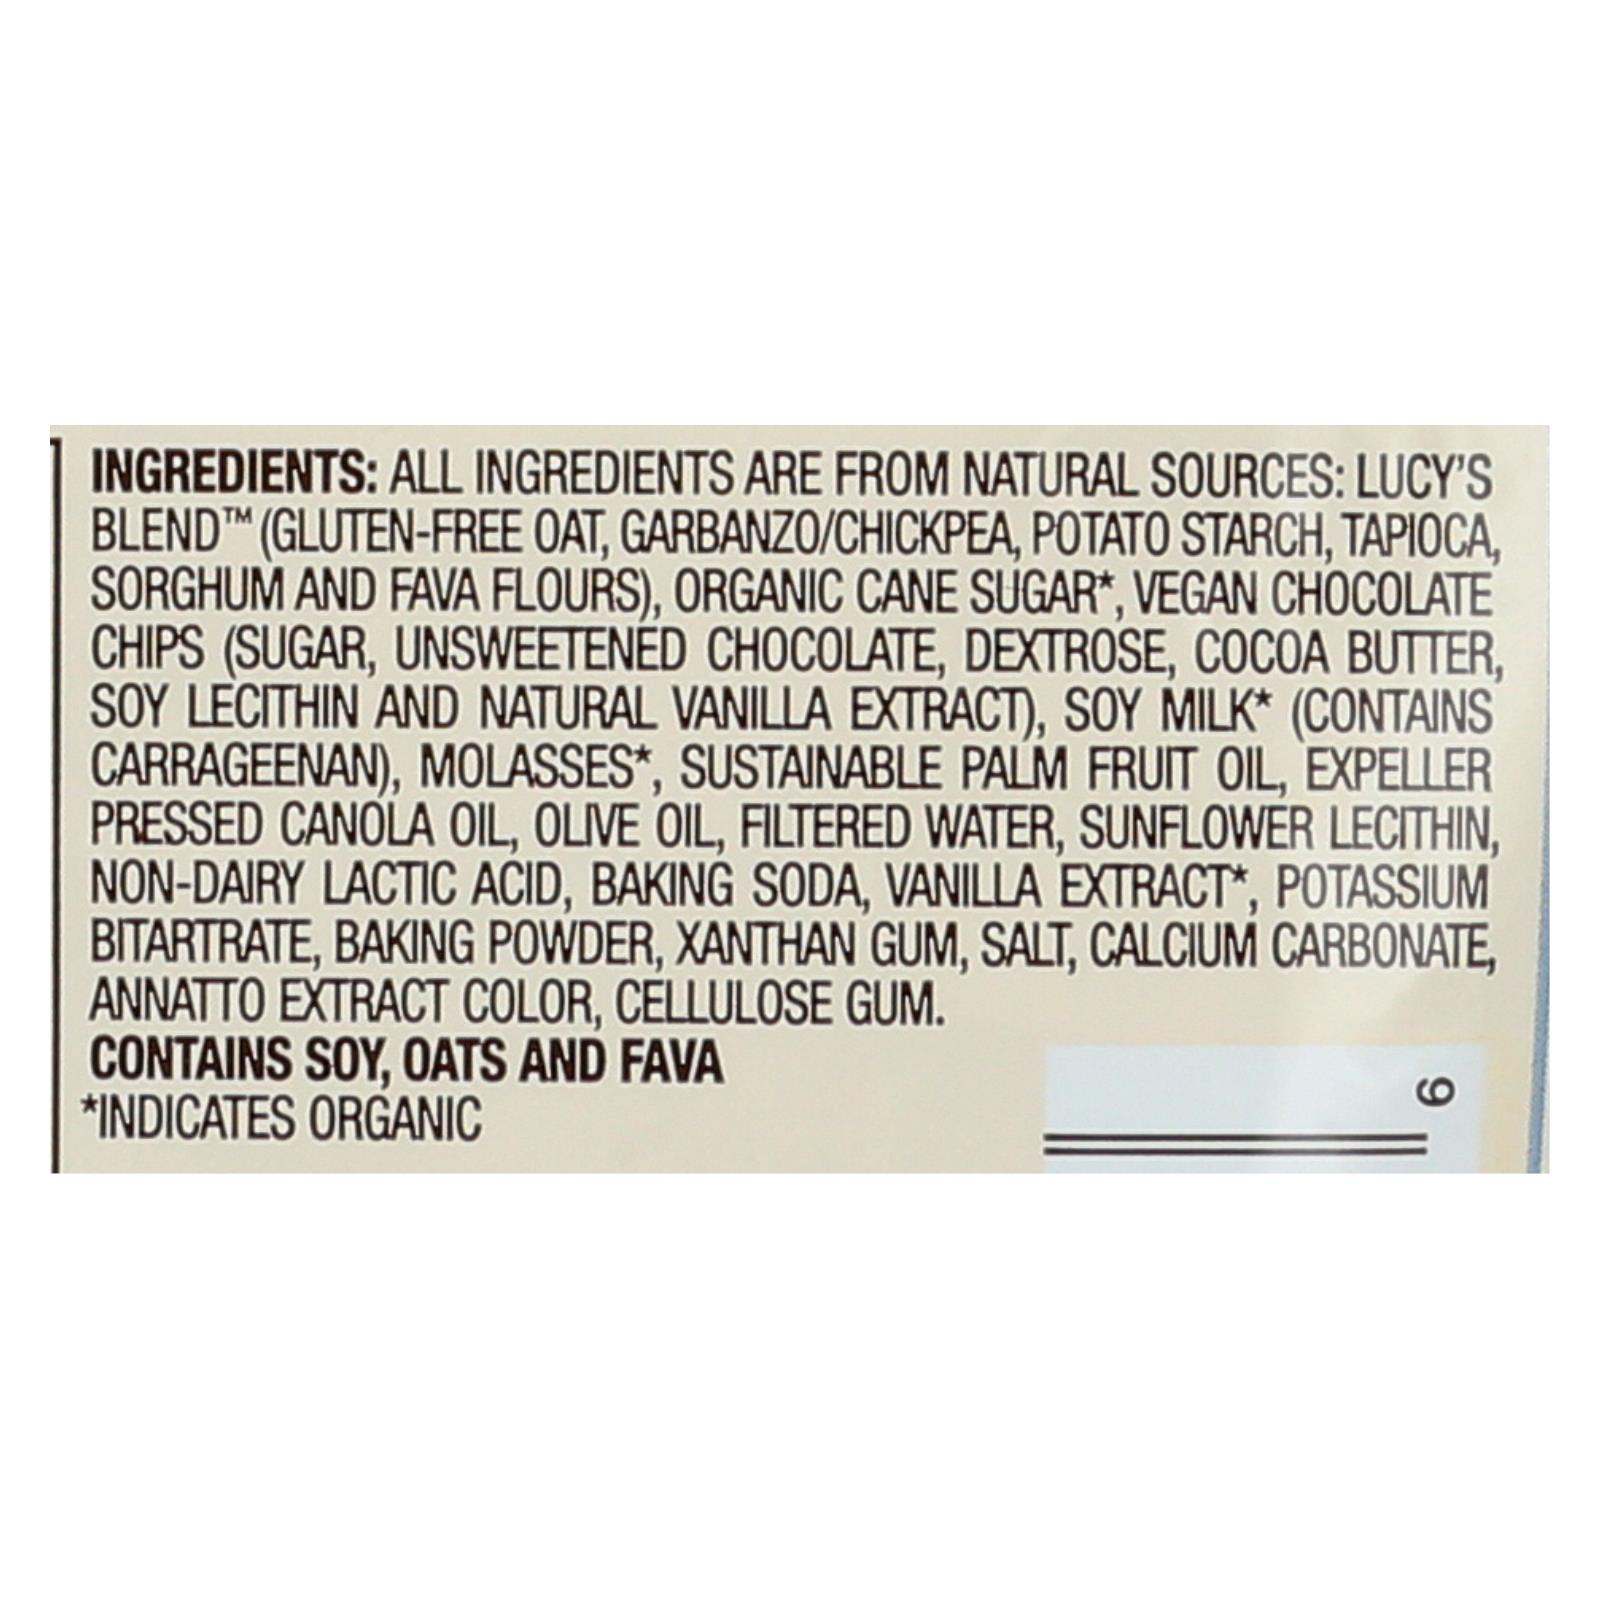 INGREDIENTS: ALL INGREDIENTS ARE FROM NATURAL SOURCES: LUCY'S
BLEND™ (GLUTEN-FREE OAT, GARBANZO/CHICKPEA, POTATO STARCH, TAPIOCA,
SORGHUM AND FAVA FLOURS), ORGANIC CANE SUGAR*, VEGAN CHOCOLATE
CHIPS (SUGAR, UNSWEETENED CHOCOLATE, DEXTROSE, COCOA BUTTER,
SOY LECITHIN AND NATURAL VANILLA EXTRACT), SOY MILK* (CONTAINS
CARRAGEENAN), MOLASSES*, SUSTAINABLE PALM FRUIT OIL, EXPELLER
PRESSED CANOLA OIL, OLIVE OIL, FILTERED WATER, SUNFLOWER LECITHIN,
NON-DAIRY LACTIC ACID, BAKING SODA, VANILLA EXTRACT*, POTASSIUM
BITARTRATE, BAKING POWDER, XANTHAN GUM, SALT, CALCIUM CARBONATE,
ANNATTO EXTRACT COLOR, CELLULOSE GUM.
CONTAINS SOY, OATS AND FAVA
*INDICATES ORGANIC
9